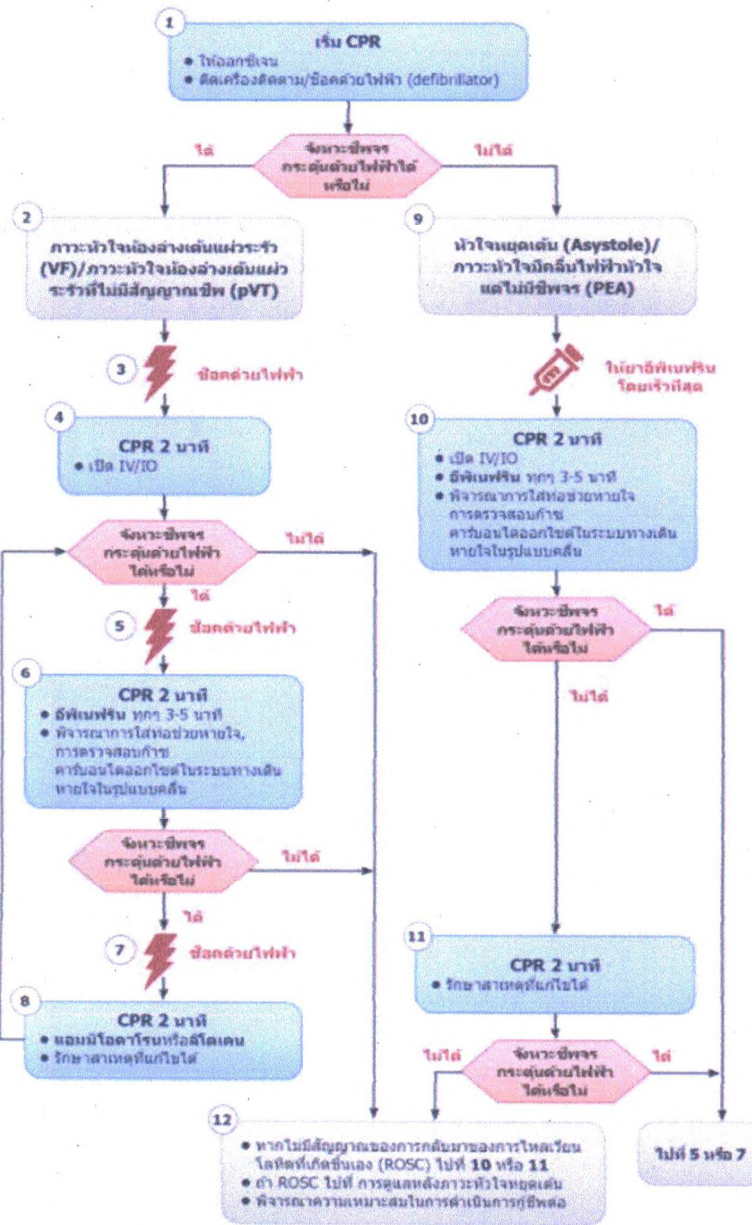 1
เริ่ม CPR
• ให้ออกซิเจน
• ติดเครื่องติดตาม/ช็อคด้วยไฟฟ้า (defibrillator)
จังหวะชีพจร
กระตุ้นด้วยไฟฟ้าได้
หรือไม่
ได้
ไม่ได้
2
ภาวะหัวใจห้องล่างเต้นแผ่วระรัว
(VF)/ภาวะหัวใจห้องล่างเต้นแผ่ว
ระรัวที่ไม่มีสัญญาณชีพ (pVT)
3
ช็อคด้วยไฟฟ้า
4
CPR 2 นาที
• เปิด IV/IO
จังหวะชีพจร
กระตุ้นด้วยไฟฟ้า
ได้หรือไม่
ไม่ได้
ได้
5
ช็อคด้วยไฟฟ้า
6
CPR 2 นาที
• อีพิเนฟริน ทุกๆ 3-5 นาที
• พิจารณาการใส่ท่อช่วยหายใจ,
การตรวจสอบก๊าซ
คาร์บอนไดออกไซด์ในระบบทางเดิน
หายใจในรูปแบบคลื่น
จังหวะชีพจร
กระตุ้นด้วยไฟฟ้า
ได้หรือไม่
ไม่ได้
ได้
7
ช็อคด้วยไฟฟ้า
8
CPR 2 นาที
• แอมมิโอดาโรนหรือลิโดเคน
• รักษาสาเหตุที่แก้ไขได้
9
หัวใจหยุดเต้น (Asystole)/
ภาวะหัวใจมีคลื่นไฟฟ้าหัวใจ
แต่ไม่มีชีพจร (PEA)
ให้ยาอีพิเนฟริน
โดยเร็วที่สุด
10
CPR 2 นาที
• เปิด IV/IO
• อีพิเนฟริน ทุกๆ 3-5 นาที
• พิจารณาการใส่ท่อช่วยหายใจ
การตรวจสอบก๊าซ
คาร์บอนไดออกไซด์ในระบบทางเดิน
หายใจในรูปแบบคลื่น
จังหวะชีพจร
กระตุ้นด้วยไฟฟ้า
ได้หรือไม่
ได้
ไม่ได้
11
CPR 2 นาที
• รักษาสาเหตุที่แก้ไขได้
จังหวะชีพจร
กระตุ้นด้วยไฟฟ้า
ได้หรือไม่
ไม่ได้
ได้
12
• หากไม่มีสัญญาณของการกลับมาของการไหลเวียน
โลหิตที่เกิดขึ้นเอง (ROSC) ไปที่ 10 หรือ 11
• ถ้า ROSC ไปที่ การดูแลหลังภาวะหัวใจหยุดเต้น
• พิจารณาความเหมาะสมในการดำเนินการกู้ชีพต่อ
ไปที่ 5 หรือ 7